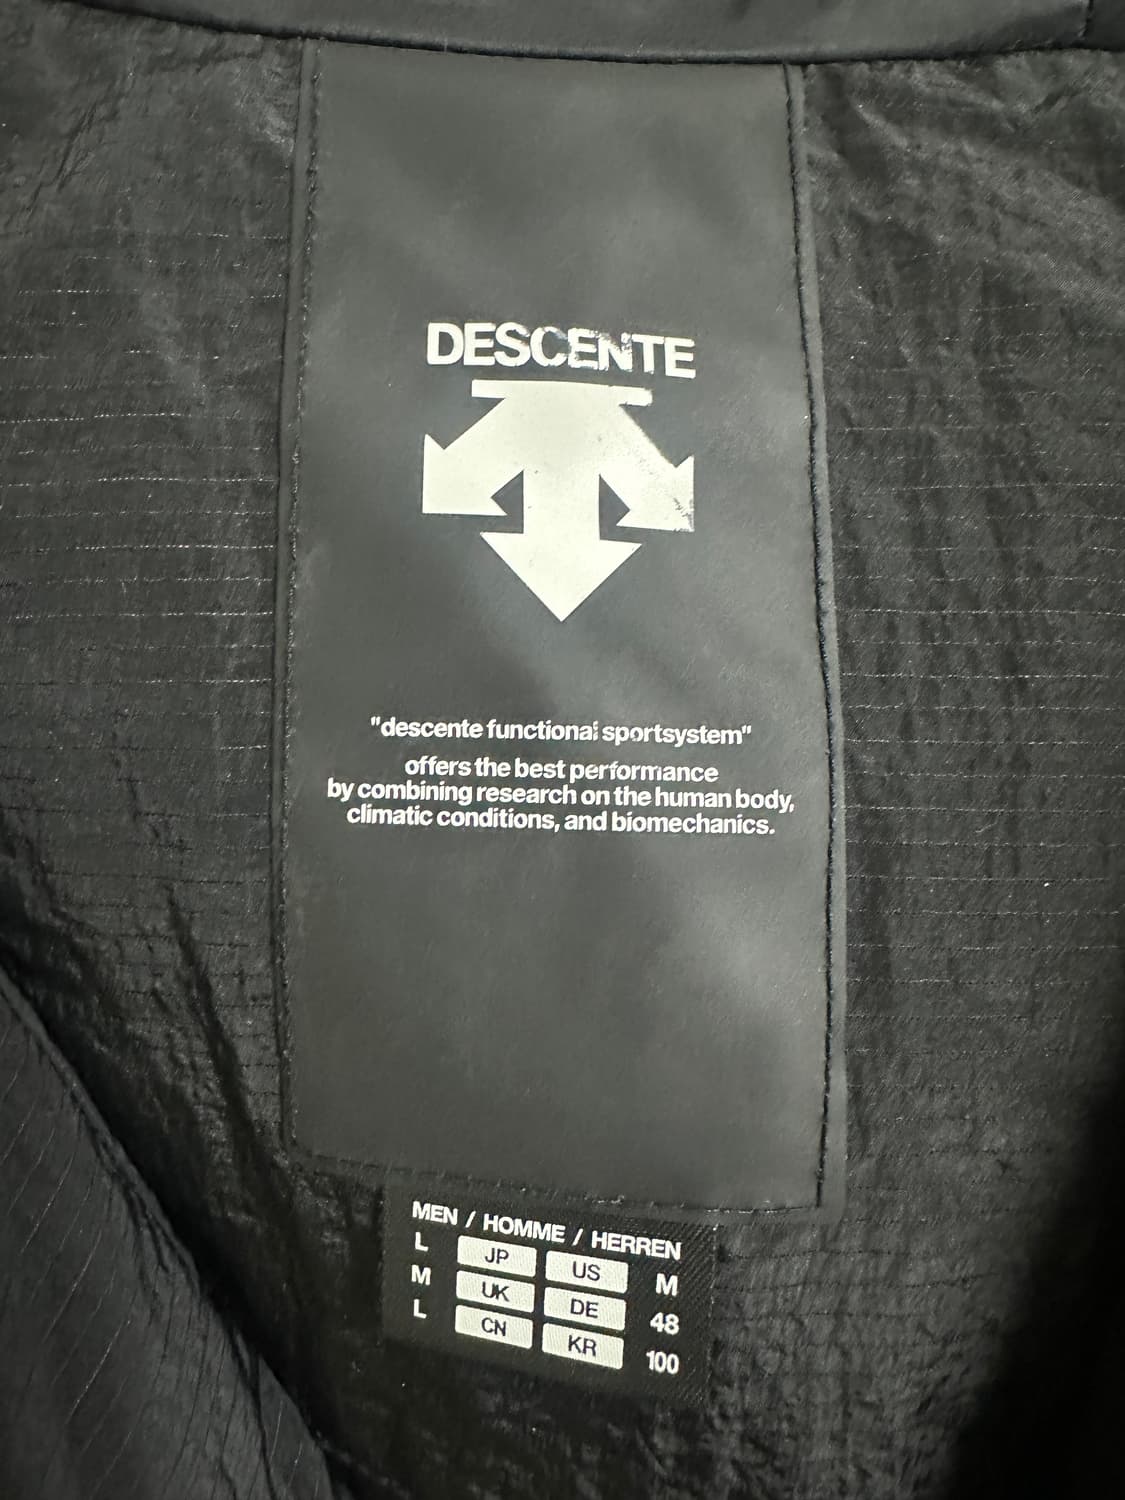 DESCENTE
"descente functional sportsystem"
offers the best performance
by combining research on the human body,
climatic conditions, and biomechanics.
MEN / HOMME / HERREN
L JP US M
M UK DE 48
L CN KR 100